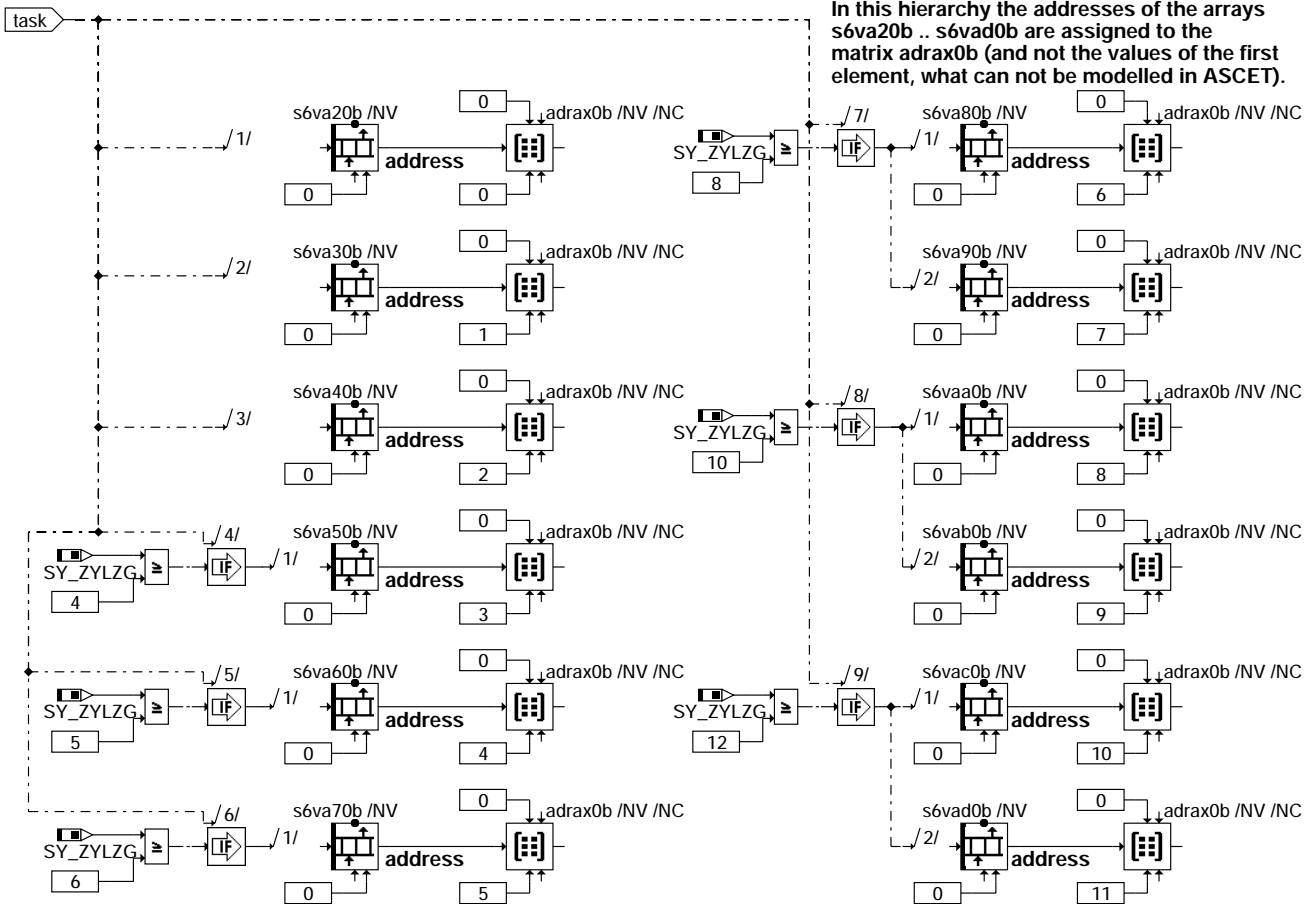 In this hierarchy the addresses of the arrays
s6va20b .. s6vad0b are assigned to the
matrix adrax0b (and not the values of the first
element, what can not be modelled in ASCET).
task
0
s6va20b /NV
adrax0b /NV /NC
/1/
address
0
0
0
s6va30b /NV
adrax0b /NV /NC
/2/
address
0
1
0
s6va40b /NV
adrax0b /NV /NC
/3/
address
0
2
0
/4/
s6va50b /NV
adrax0b /NV /NC
SY_ZYLZG
≥
IF
/1/
address
4
0
3
0
/5/
s6va60b /NV
adrax0b /NV /NC
SY_ZYLZG
≥
IF
/1/
address
5
0
4
0
/6/
s6va70b /NV
adrax0b /NV /NC
SY_ZYLZG
≥
IF
/1/
address
6
0
5
0
/7/
s6va80b /NV
adrax0b /NV /NC
SY_ZYLZG
≥
IF
/1/
address
8
0
6
0
s6va90b /NV
adrax0b /NV /NC
/2/
address
0
7
0
/8/
s6vaa0b /NV
adrax0b /NV /NC
SY_ZYLZG
≥
IF
/1/
address
10
0
8
0
s6vab0b /NV
adrax0b /NV /NC
/2/
address
0
9
0
/9/
s6vac0b /NV
adrax0b /NV /NC
SY_ZYLZG
≥
IF
/1/
address
12
0
10
0
s6vad0b /NV
adrax0b /NV /NC
/2/
address
0
11